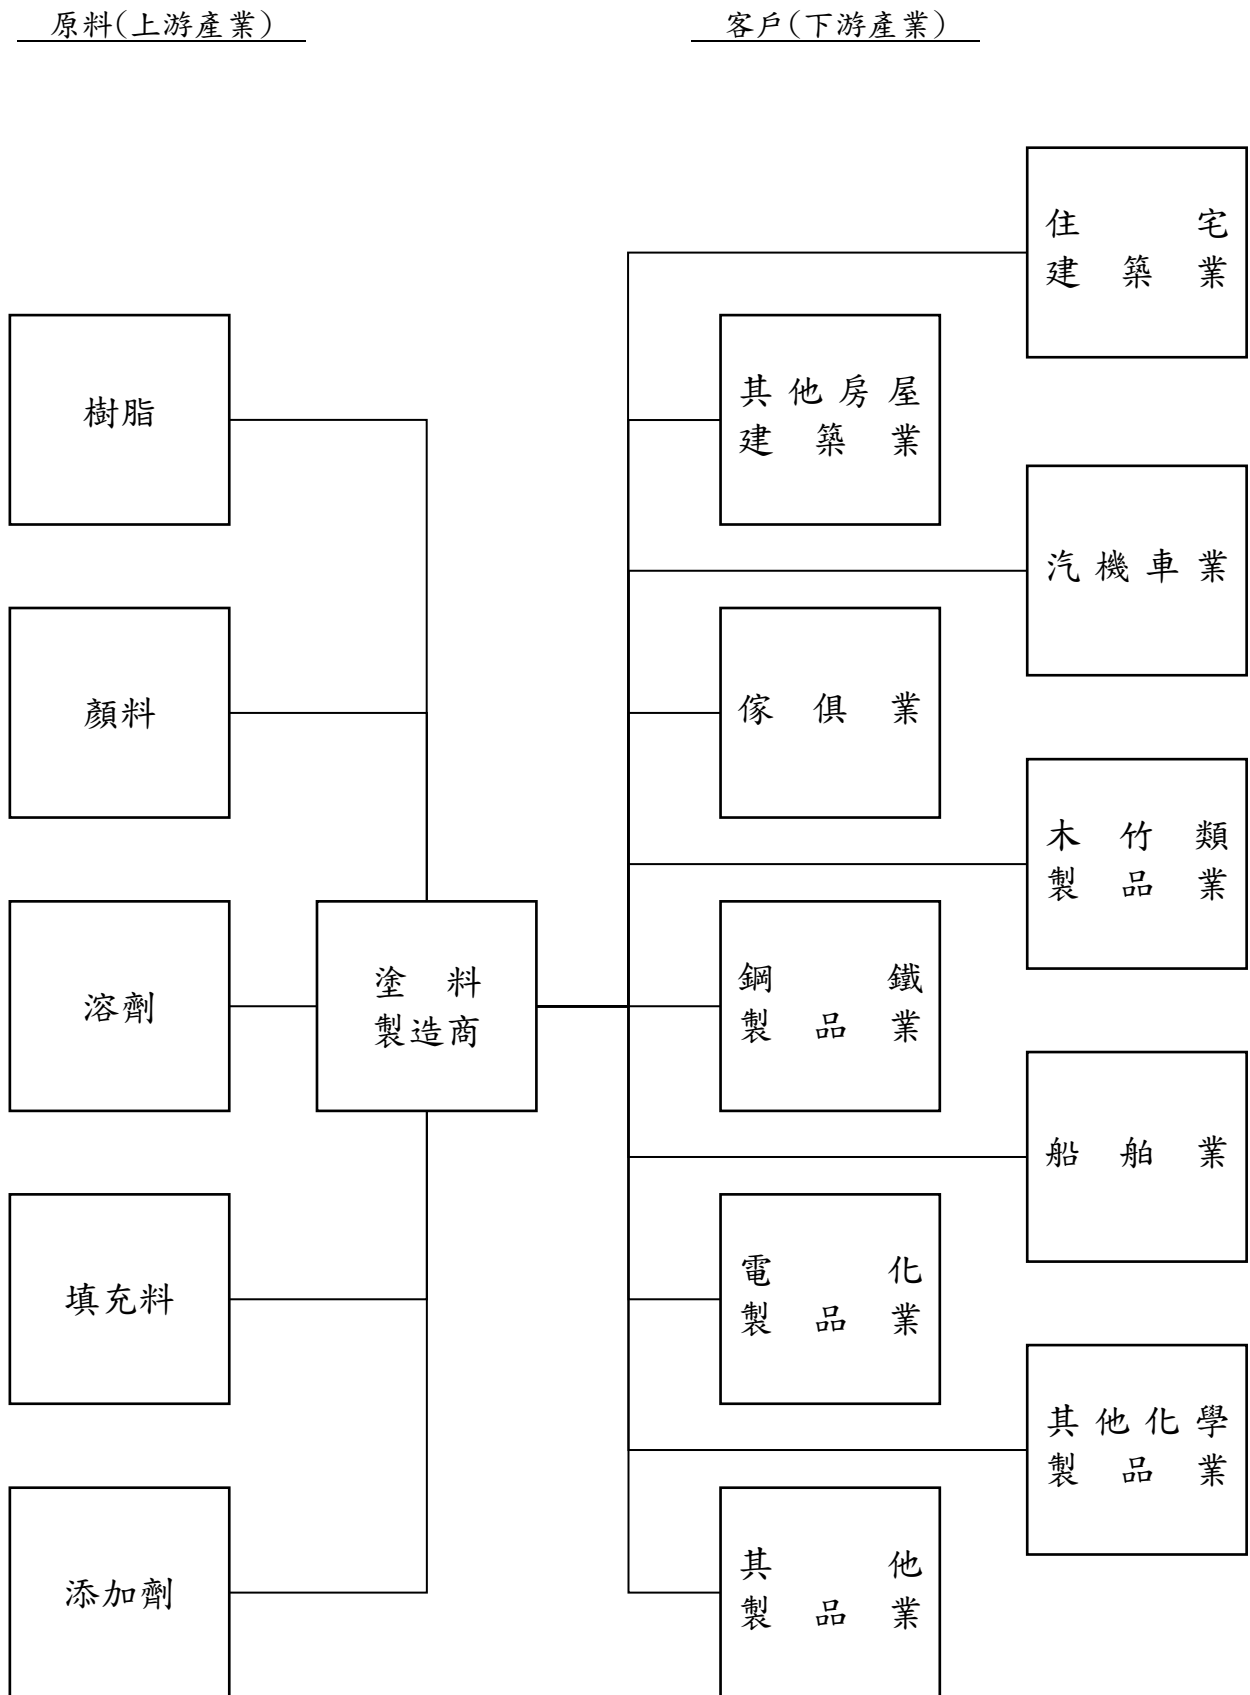 原料(上游產業)
客戶(下游產業)
住宅
建築業
其他房屋
建築業
樹脂
汽機車業
顏料
傢俱業
木竹類
製品業
溶劑
塗料
製造商
鋼鐵
製品業
船舶業
填充料
電化
製品業
其他化學
製品業
添加劑
其他
製品業